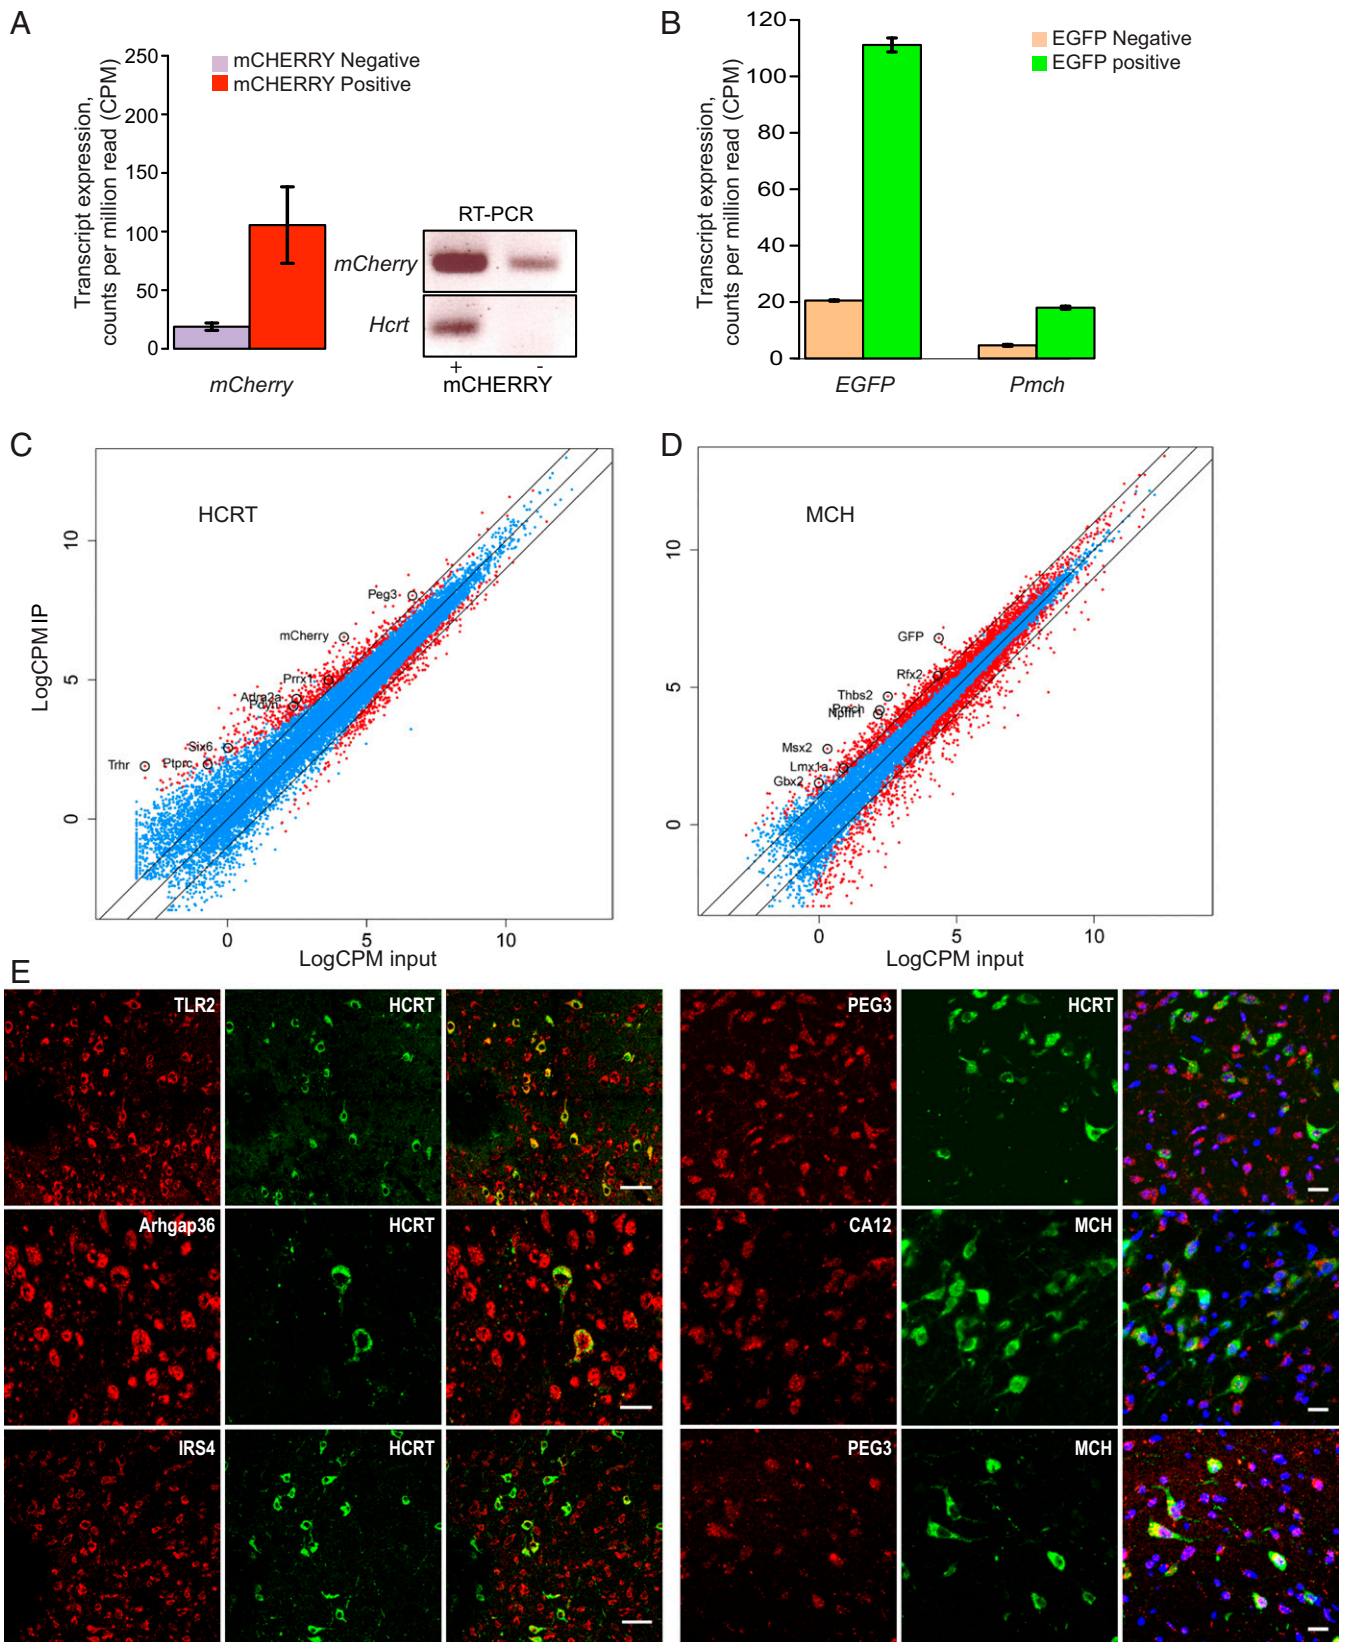 A
mCHERRY Negative
mCHERRY Positive
Transcript expression,
counts per million read (CPM)
250
200
150
100
50
0
mCherry
RT-PCR
mCherry
Hcrt
+ -
mCHERRY
B
EGFP Negative
EGFP positive
Transcript expression,
counts per million read (CPM)
120
100
80
60
40
20
0
EGFP Pmch
C
HCRT
LogCPM IP
10
5
0
Peg3
mCherry
Prrx1
Adra2a
Pdyn
Six6
Ptprc
Trhr
0 5 10
LogCPM input
D
MCH
10
5
0
GFP
Rfx2
Thbs2
Pmch
Npffr1
Msx2
Lmx1a
Gbx2
0 5 10
LogCPM input
E
TLR2 HCRT
PEG3 HCRT
Arhgap36 HCRT
CA12 MCH
IRS4 HCRT
PEG3 MCH